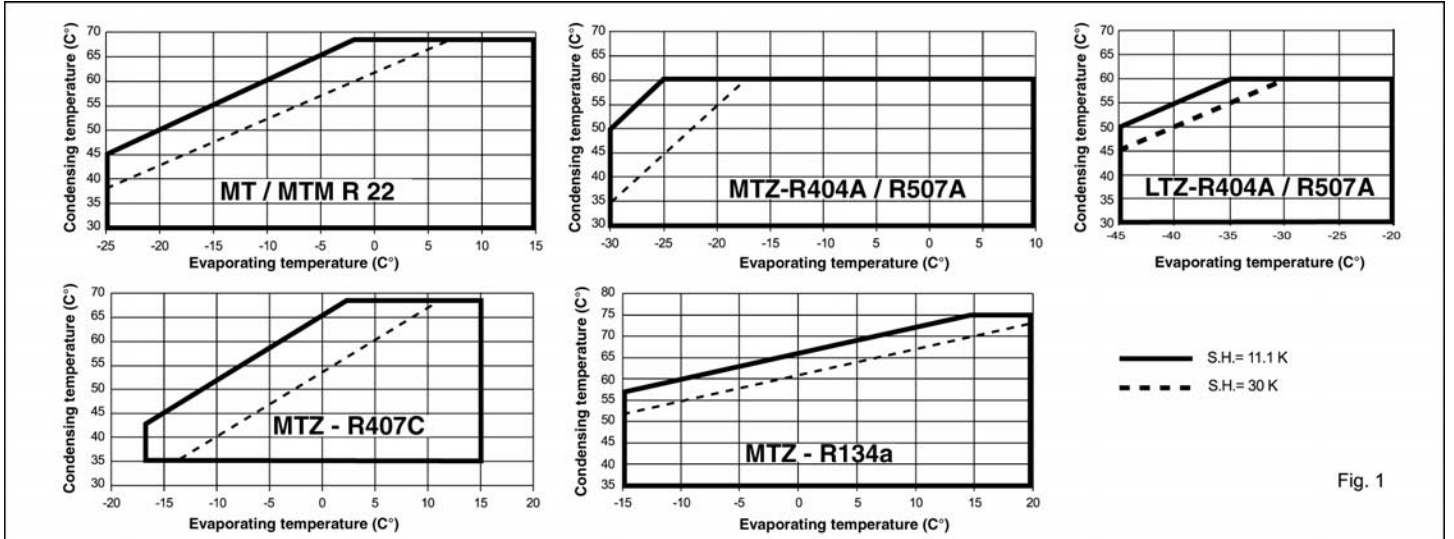 Condensing temperature (C°)
70
65
60
55
50
45
40
35
30
MT / MTM R 22
-25 -20 -15 -10 -5 0 5 10 15
Evaporating temperature (C°)
Condensing temperature (C°)
70
65
60
55
50
45
40
35
30
MTZ-R404A / R507A
-30 -25 -20 -15 -10 -5 0 5 10
Evaporating temperature (C°)
Condensing temperature (C°)
70
65
60
55
50
45
40
35
30
LTZ-R404A / R507A
-45 -40 -35 -30 -25 -20
Evaporating temperature (C°)
Condensing temperature (C°)
70
65
60
55
50
45
40
35
30
MTZ - R407C
-20 -15 -10 -5 0 5 10 15 20
Evaporating temperature (C°)
Condensing temperature (C°)
80
75
70
65
60
55
50
45
40
35
MTZ - R134a
-15 -10 -5 0 5 10 15 20
Evaporating temperature (C°)
S.H.= 11.1 K
S.H.= 30 K
Fig. 1